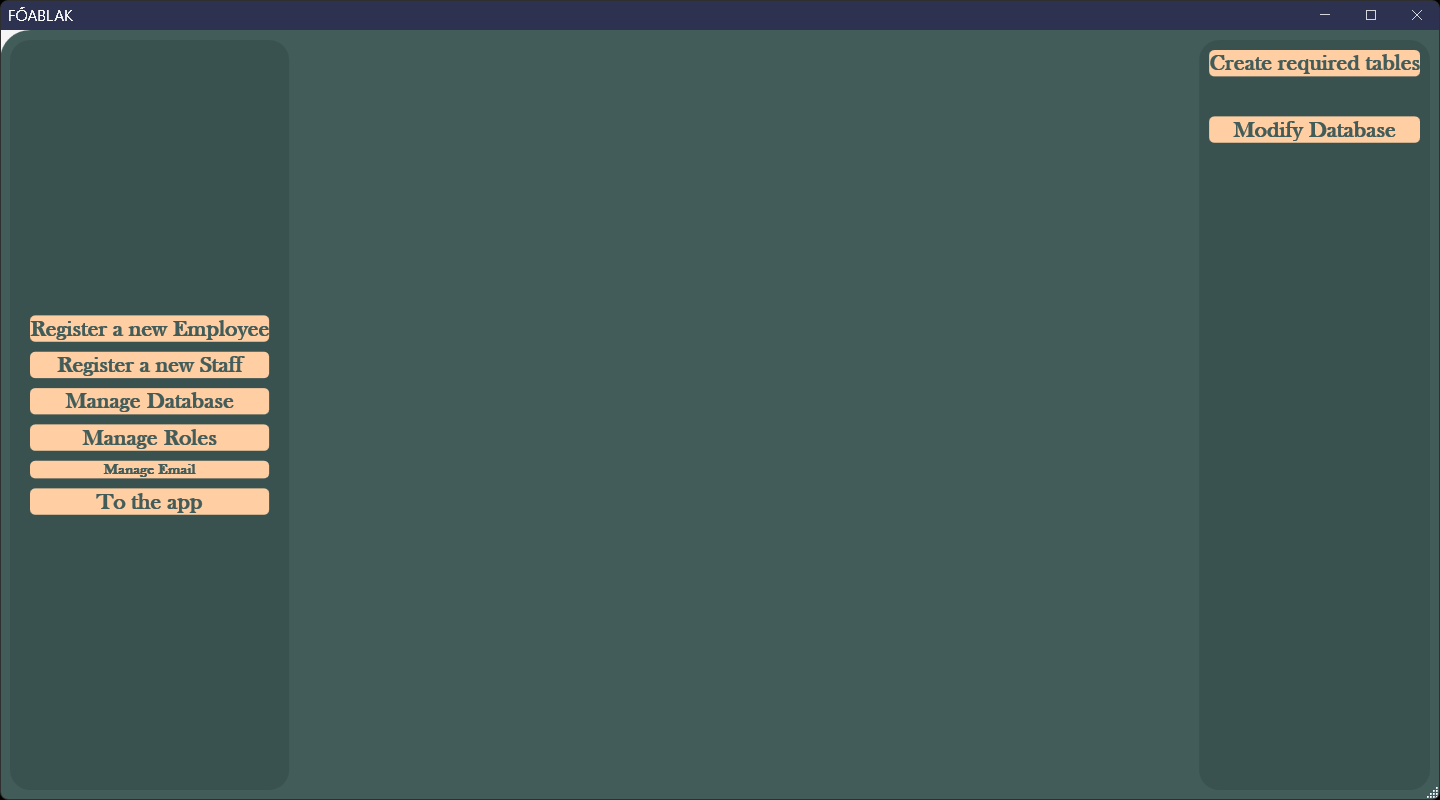 FŐABLAK
Create required tables
Modify Database
Register a new Employee
Register a new Staff
Manage Database
Manage Roles
Manage Email
To the app